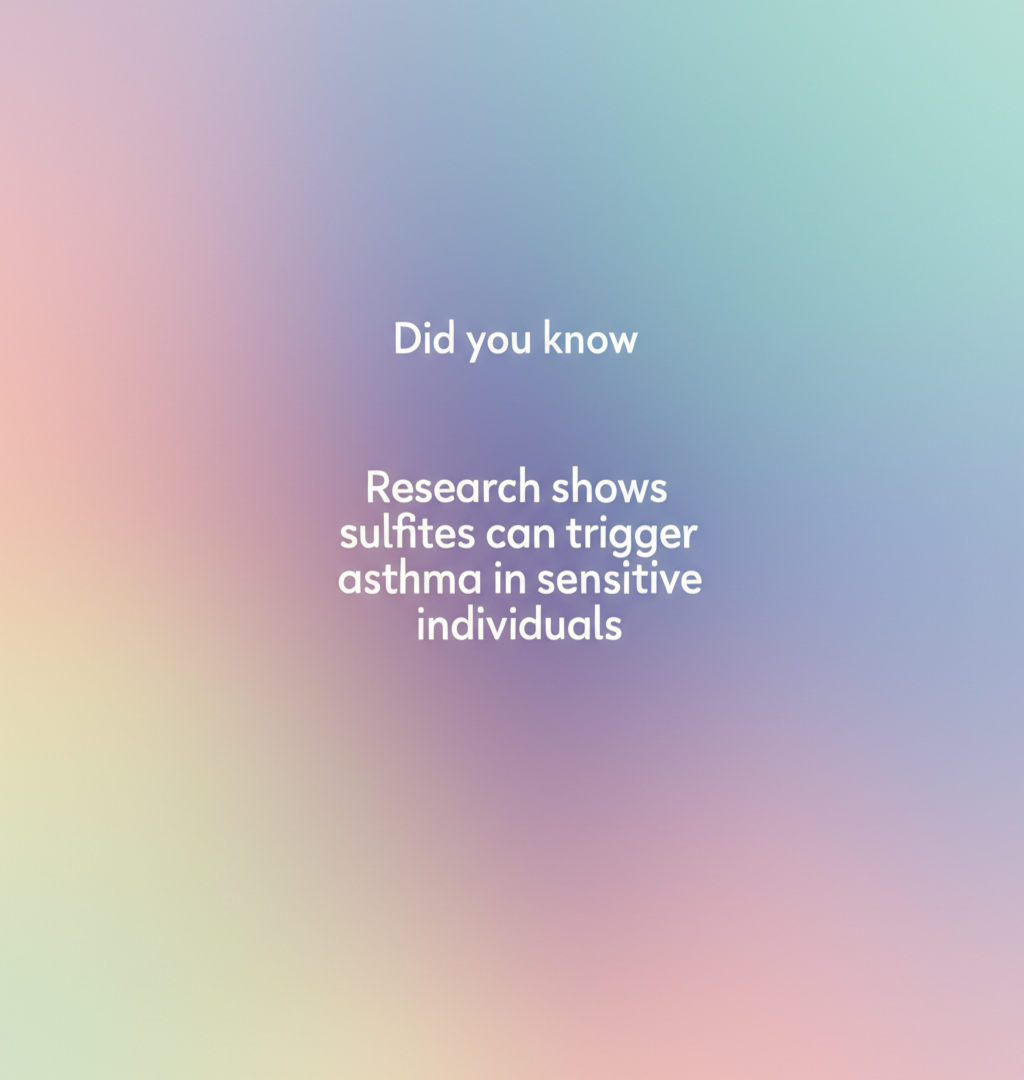 Did you know
Research shows
sulfites can trigger
asthma in sensitive
individuals